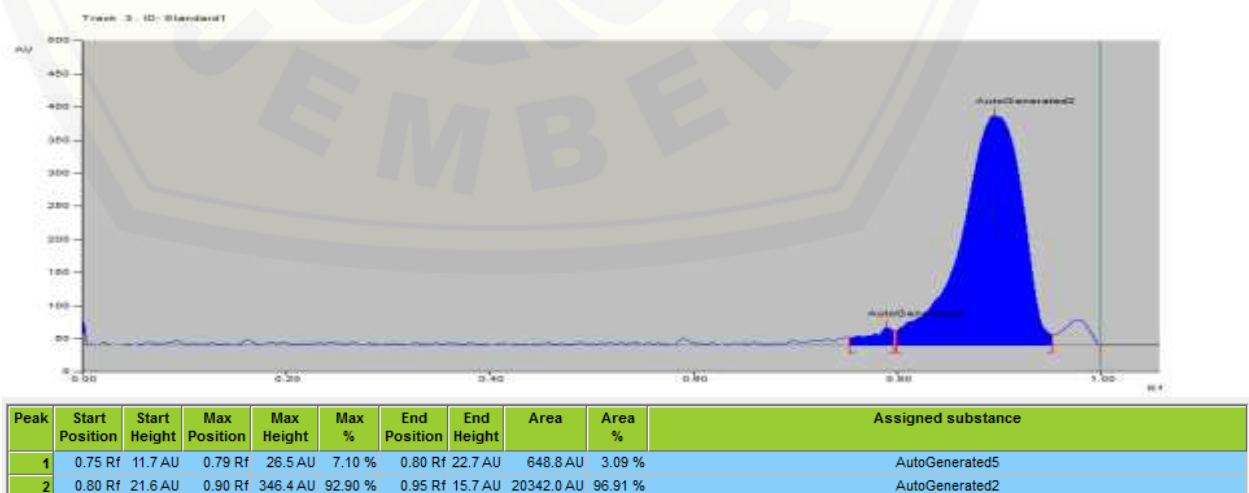 Track 3 , ID: Standard1
AU
500
450
400
350
300
250
200
150
100
50
0
AutoGenerated2
0.00 0.20 0.40 0.60 0.80 1.00
Rf
EMBER
Peak Start Position Start Height Max Position Max Height Max % End Position End Height Area Area % Assigned substance
1 0.75 Rf 11.7 AU 0.79 Rf 26.5 AU 7.10 % 0.80 Rf 22.7 AU 648.8 AU 3.09 % AutoGenerated5
2 0.80 Rf 21.6 AU 0.90 Rf 346.4 AU 92.90 % 0.95 Rf 15.7 AU 20342.0 AU 96.91 % AutoGenerated2